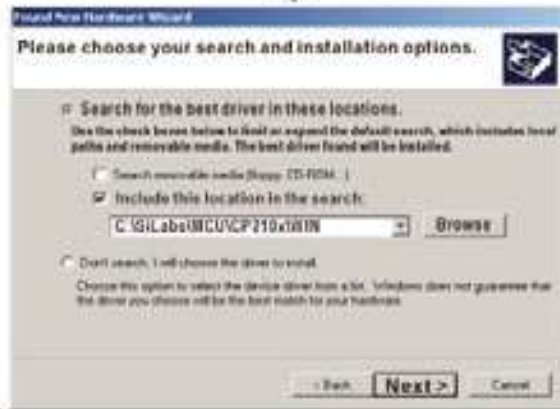 Found New Hardware Wizard
Please choose your search and installation options.
Search for the best driver in these locations.
Use the check boxes below to limit or expand the default search, which includes local
paths and removable media. The best driver found will be installed.
Search removable media (floppy, CD-ROM...)
Include this location in the search:
C:\SiLabs\MCU\CP210x\WIN
Browse
Don't search. I will choose the driver to install.
Choose this option to select the device driver from a list. Windows does not guarantee that
the driver you choose will be the best match for your hardware.
< Back
Next >
Cancel